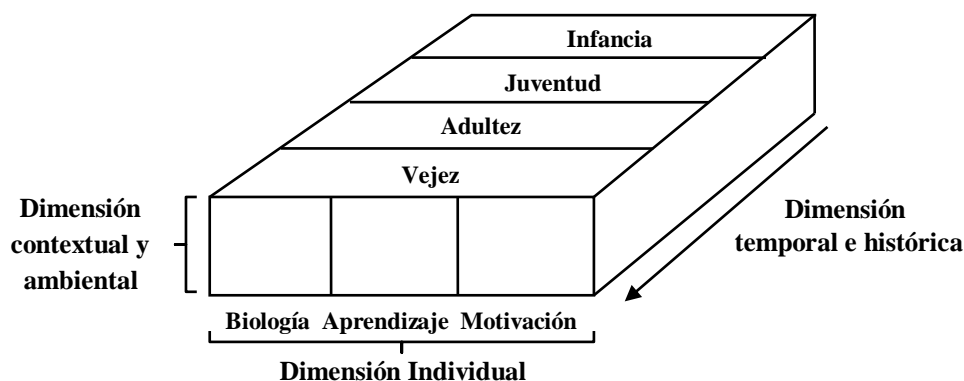 Infancia
Juventud
Adultez
Vejez
Dimensión
contextual y
ambiental
Dimensión
temporal e histórica
Biología Aprendizaje Motivación
Dimensión Individual